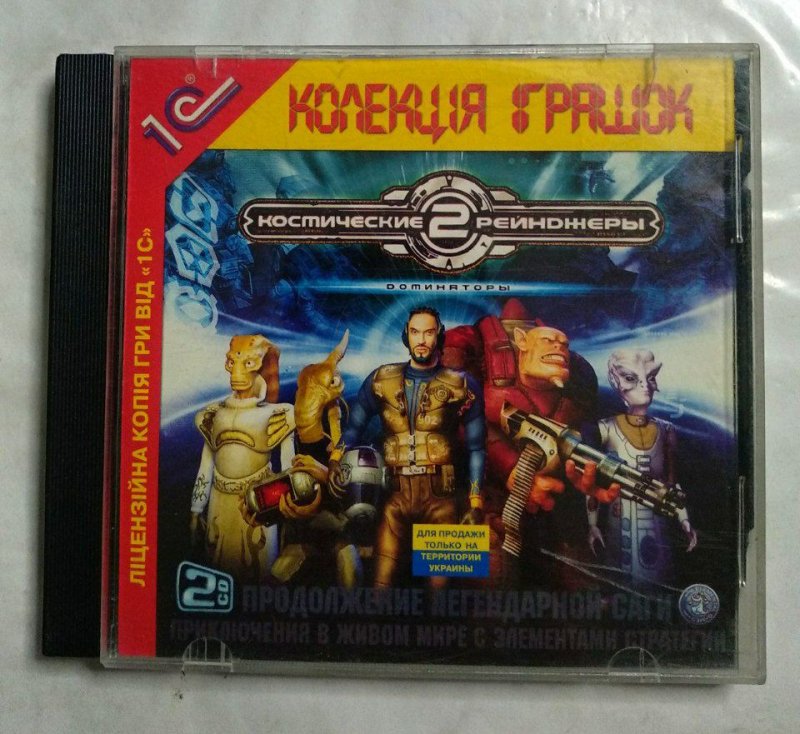 1С®
КОЛЕКЦІЯ ІГРАШОК
ЛІЦЕНЗІЙНА КОПІЯ ГРИ ВІД «1С»
КОСМИЧЕСКИЕ 2 РЕЙНДЖЕРЫ
ДОМИНАТОРЫ
ДЛЯ ПРОДАЖИ
ТОЛЬКО НА
ТЕРРИТОРИИ
УКРАИНЫ
2 CD
ПРОДОЛЖЕНИЕ ЛЕГЕНДАРНОЙ САГИ
ПРИКЛЮЧЕНИЯ В ЖИВОМ МИРЕ С ЭЛЕМЕНТАМИ СТРАТЕГИИ